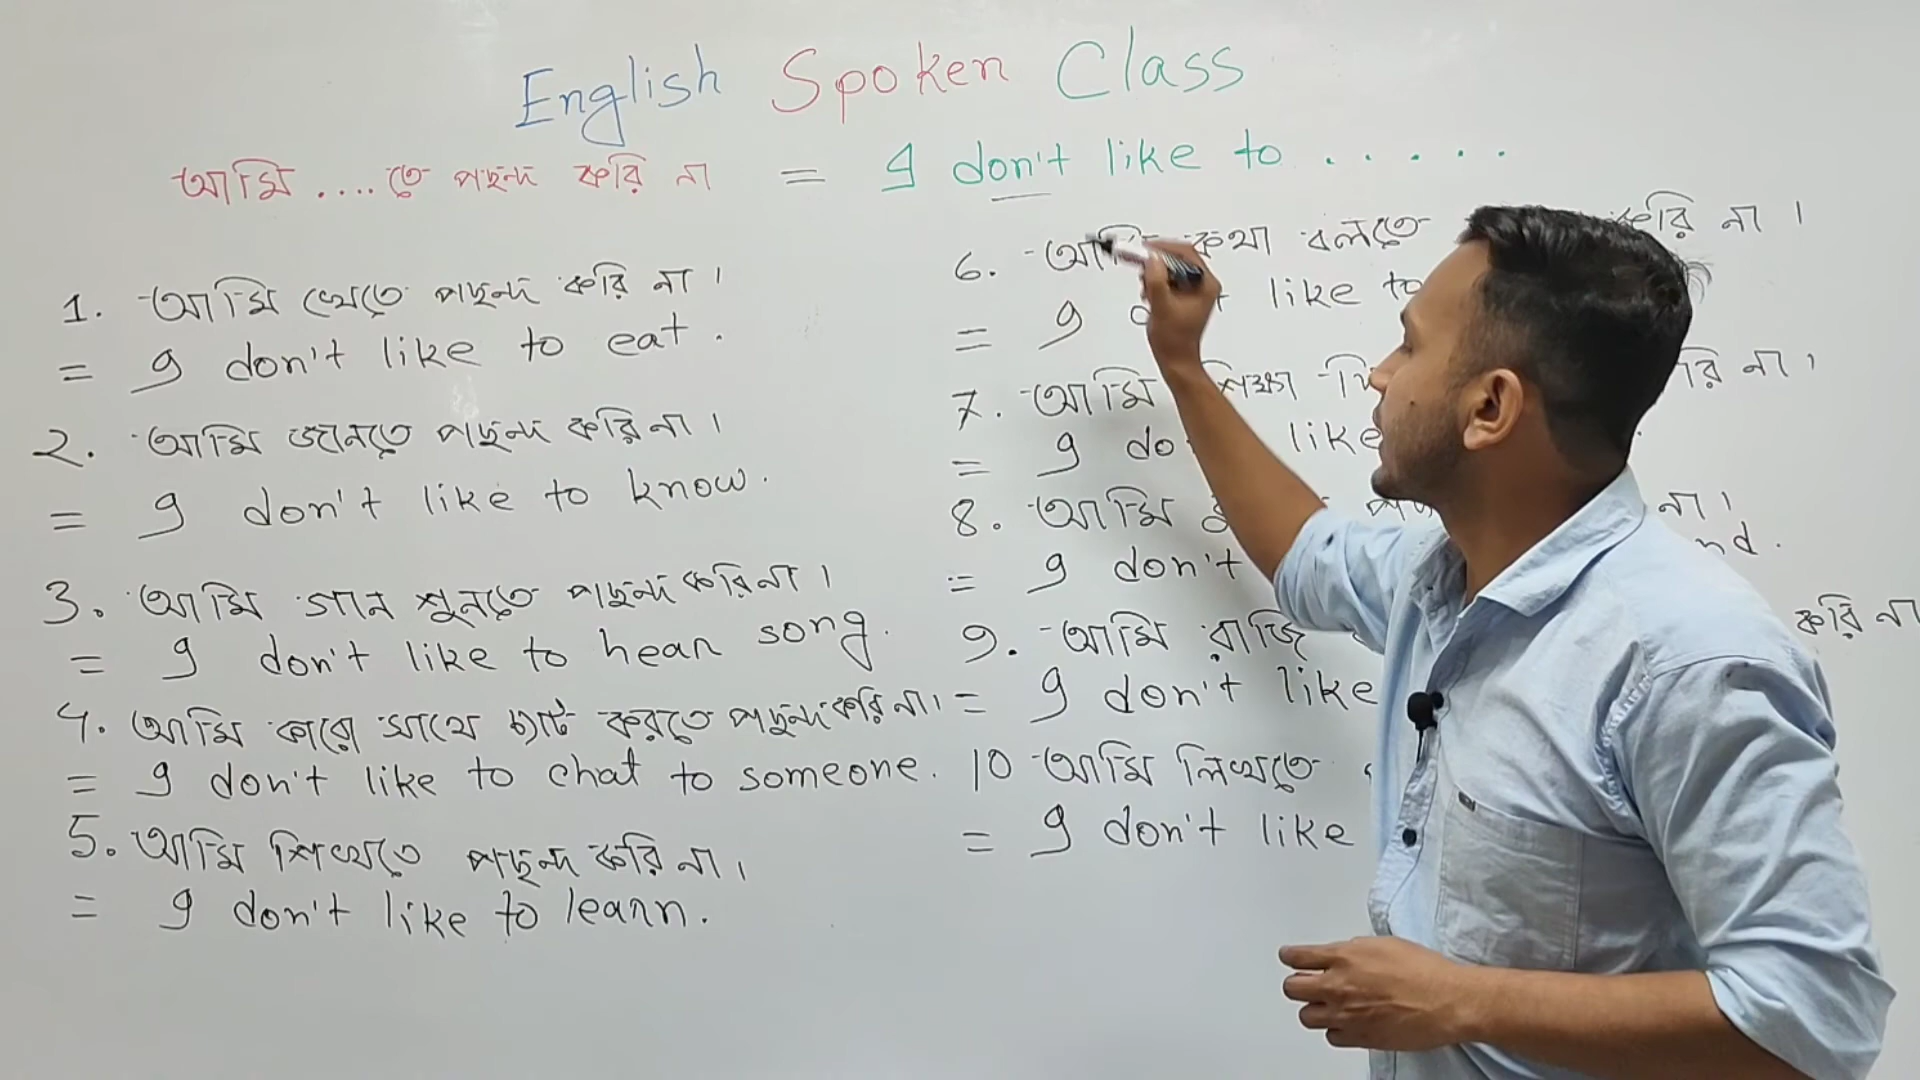 English Spoken Class
আমি ....তে পছন্দ করি না = I don't like to .....
1. আমি খেতে পছন্দ করি না।
= I don't like to eat.
2. আমি জানতে পছন্দ করি না।
= I don't like to know.
3. আমি গান শুনতে পছন্দ করি না।
= I don't like to hear song.
4. আমি কারো সাথে চ্যাট করতে পছন্দ করি না।
= I don't like to chat to someone.
5. আমি শিখতে পছন্দ করি না।
= I don't like to learn.
6. আমি কথা বলতে করি না।
= I like to
7. আমি না।
= I like
8. আমি না।
= I don't
9. আমি করি না
= I don't like
10 আমি লিখতে
= I don't like